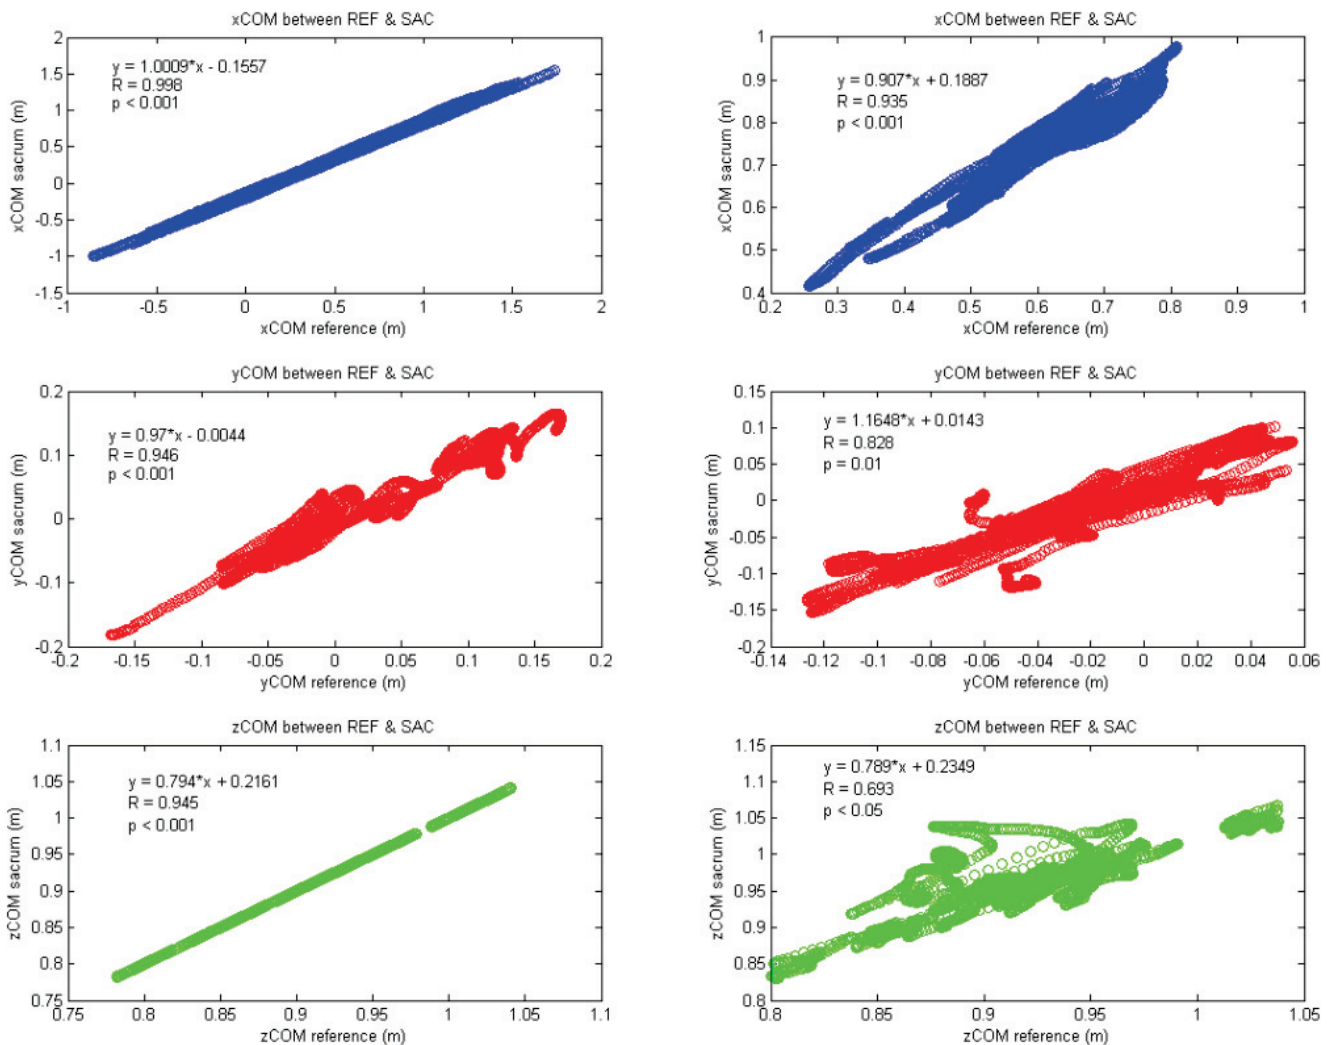 xCOM between REF & SAC
y = 1.0009*x - 0.1557
R = 0.998
p < 0.001
2
1.5
1
0.5
0
-0.5
-1
-1.5
xCOM sacrum (m)
-1
-0.5
0
0.5
1
1.5
2
xCOM reference (m)
xCOM between REF & SAC
y = 0.907*x + 0.1887
R = 0.935
p < 0.001
1
0.9
0.8
0.7
0.6
0.5
0.4
xCOM sacrum (m)
0.2
0.3
0.4
0.5
0.6
0.7
0.8
0.9
1
xCOM reference (m)
yCOM between REF & SAC
y = 0.97*x - 0.0044
R = 0.946
p < 0.001
0.2
0.1
0
-0.1
-0.2
yCOM sacrum (m)
-0.2
-0.15
-0.1
-0.05
0
0.05
0.1
0.15
0.2
yCOM reference (m)
yCOM between REF & SAC
y = 1.1648*x + 0.0143
R = 0.828
p = 0.01
0.15
0.1
0.05
0
-0.05
-0.1
-0.15
-0.2
yCOM sacrum (m)
-0.14
-0.12
-0.1
-0.08
-0.06
-0.04
-0.02
0
0.02
0.04
0.06
yCOM reference (m)
zCOM between REF & SAC
y = 0.794*x + 0.2161
R = 0.945
p < 0.001
1.1
1.05
1
0.95
0.9
0.85
0.8
0.75
zCOM sacrum (m)
0.75
0.8
0.85
0.9
0.95
1
1.05
1.1
zCOM reference (m)
zCOM between REF & SAC
y = 0.789*x + 0.2349
R = 0.693
p < 0.05
1.15
1.1
1.05
1
0.95
0.9
0.85
0.8
zCOM sacrum (m)
0.8
0.85
0.9
0.95
1
1.05
zCOM reference (m)